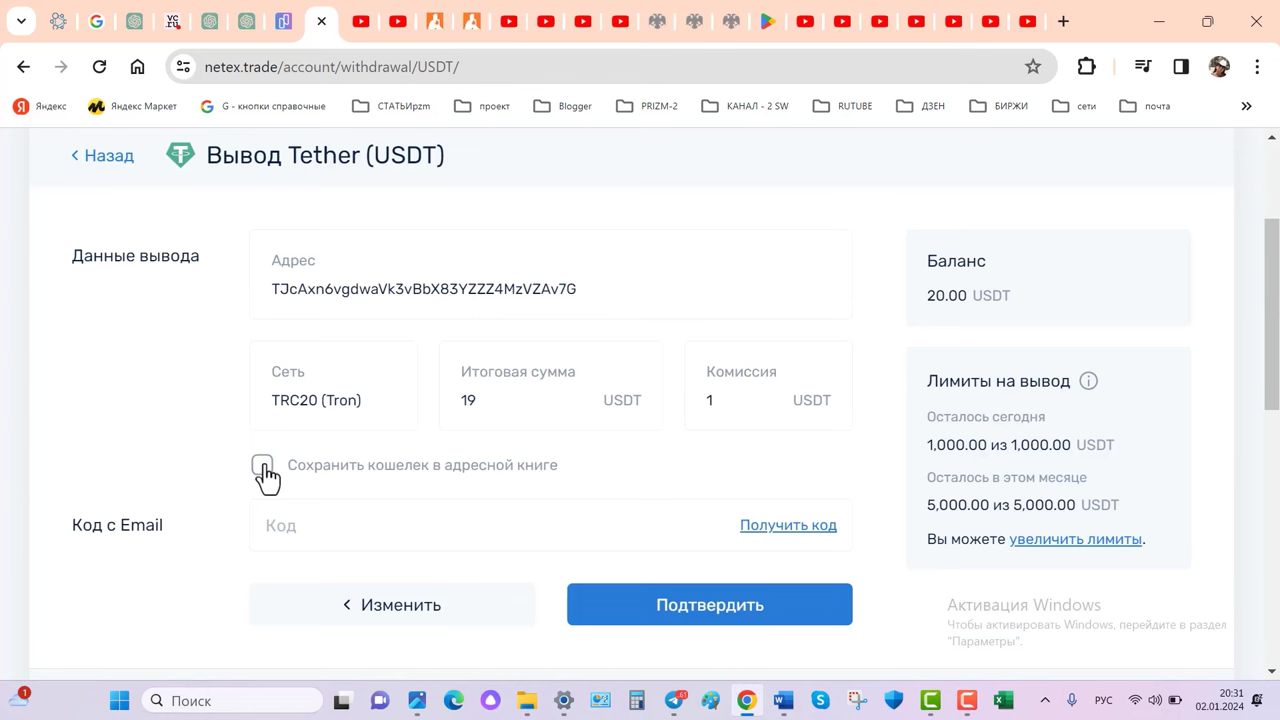 netex.trade/account/withdrawal/USDT/
Яндекс
Яндекс Маркет
G - кнопки справочные
СТАТЬИрzm
проект
Blogger
PRIZM-2
КАНАЛ - 2 SW
RUTUBE
ДЗЕН
БИРЖИ
сети
почта
Назад
Вывод Tether (USDT)
Данные вывода
Адрес
TJcAxn6vgdwaVk3vBbX83YZZZ4MzVZAv7G
Баланс
20.00 USDT
Сеть
TRC20 (Tron)
Итоговая сумма
19 USDT
Комиссия
1 USDT
Лимиты на вывод
Осталось сегодня
1,000.00 из 1,000.00 USDT
Осталось в этом месяце
5,000.00 из 5,000.00 USDT
Вы можете увеличить лимиты.
Сохранить кошелек в адресной книге
Код с Email
Код
Получить код
Изменить
Подтвердить
Активация Windows
Чтобы активировать Windows, перейдите в раздел
"Параметры".
1
Поиск
61
РУС
20:31
02.01.2024